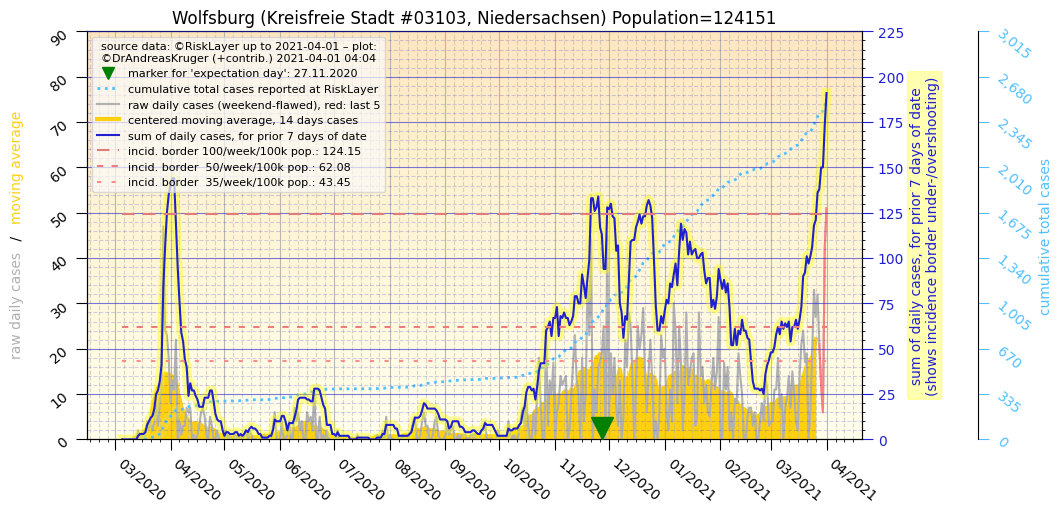 Wolfsburg (Kreisfreie Stadt #03103, Niedersachsen) Population=124151
source data: ©RiskLayer up to 2021-04-01 – plot:
©DrAndreasKruger (+contrib.) 2021-04-01 04:04
marker for 'expectation day': 27.11.2020
cumulative total cases reported at RiskLayer
raw daily cases (weekend-flawed), red: last 5
centered moving average, 14 days cases
sum of daily cases, for prior 7 days of date
incid. border 100/week/100k pop.: 124.15
incid. border  50/week/100k pop.: 62.08
incid. border  35/week/100k pop.: 43.45
raw daily cases / moving average
90
80
70
60
50
40
30
20
10
0
03/2020
04/2020
05/2020
06/2020
07/2020
08/2020
09/2020
10/2020
11/2020
12/2020
01/2021
02/2021
03/2021
04/2021
225
200
175
150
125
100
75
50
25
0
sum of daily cases, for prior 7 days of date
(shows incidence border under-/overshooting)
3,015
2,680
2,345
2,010
1,675
1,340
1,005
670
335
0
cumulative total cases